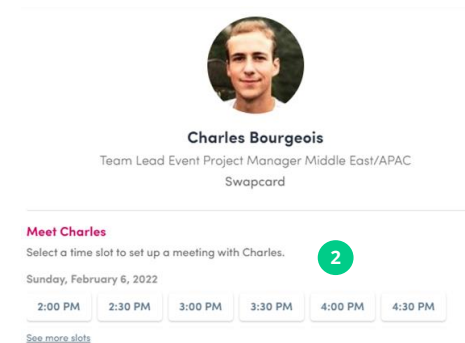 Charles Bourgeois
Team Lead Event Project Manager Middle East/APAC
Swapcard
Meet Charles
Select a time slot to set up a meeting with Charles.
2
Sunday, February 6, 2022
2:00 PM 2:30 PM 3:00 PM 3:30 PM 4:00 PM 4:30 PM
See more slots